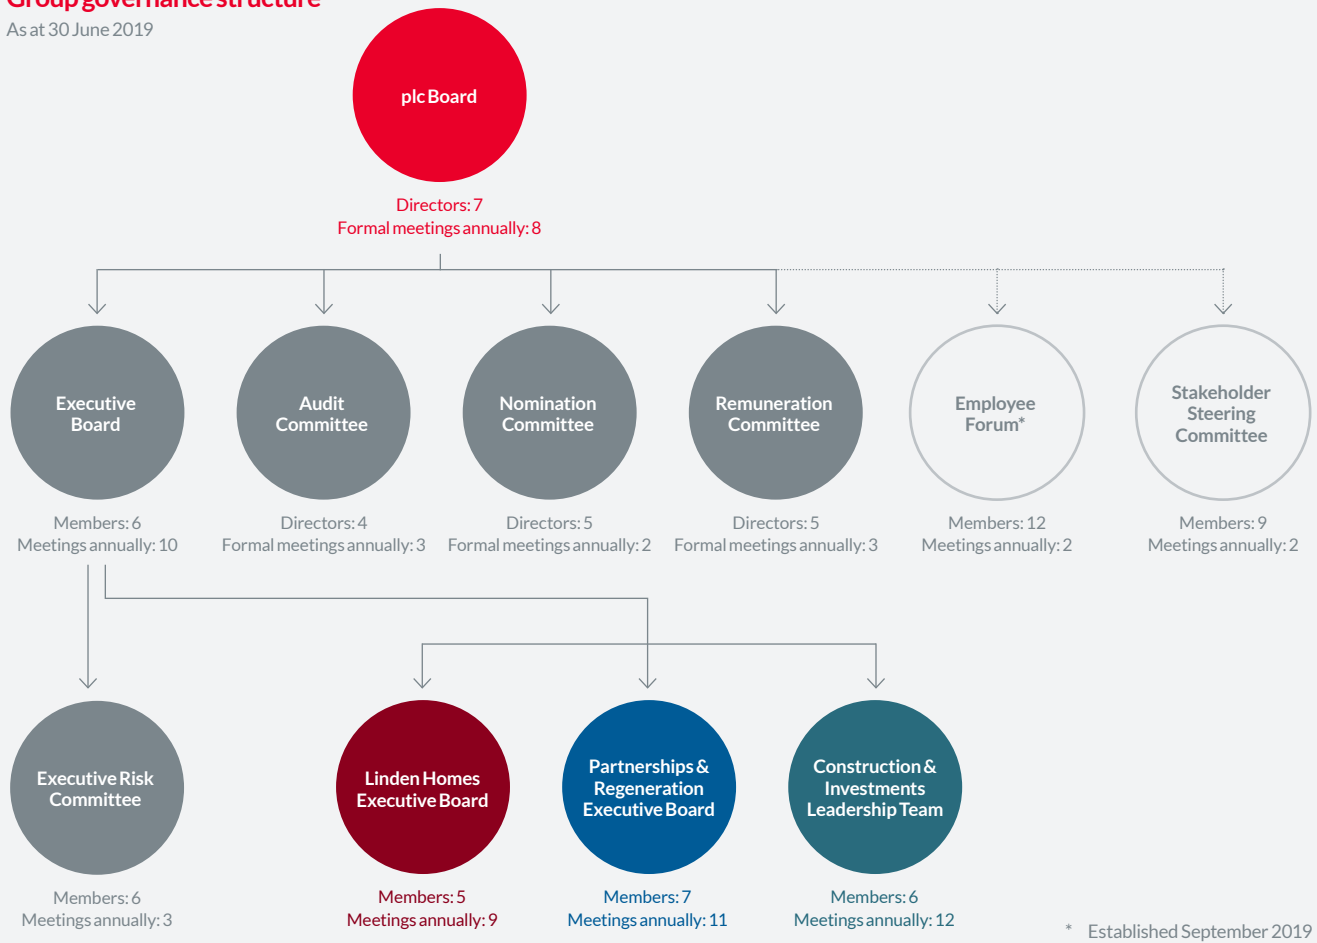 Group governance structure
As at 30 June 2019
plc Board
Directors: 7
Formal meetings annually: 8
Executive
Board
Members: 6
Meetings annually: 10
Audit
Committee
Directors: 4
Formal meetings annually: 3
Nomination
Committee
Directors: 5
Formal meetings annually: 2
Remuneration
Committee
Directors: 5
Formal meetings annually: 3
Employee
Forum*
Members: 12
Meetings annually: 2
Stakeholder
Steering
Committee
Members: 9
Meetings annually: 2
Executive Risk
Committee
Members: 6
Meetings annually: 3
Linden Homes
Executive Board
Members: 5
Meetings annually: 9
Partnerships &
Regeneration
Executive Board
Members: 7
Meetings annually: 11
Construction &
Investments
Leadership Team
Members: 6
Meetings annually: 12
* Established September 2019